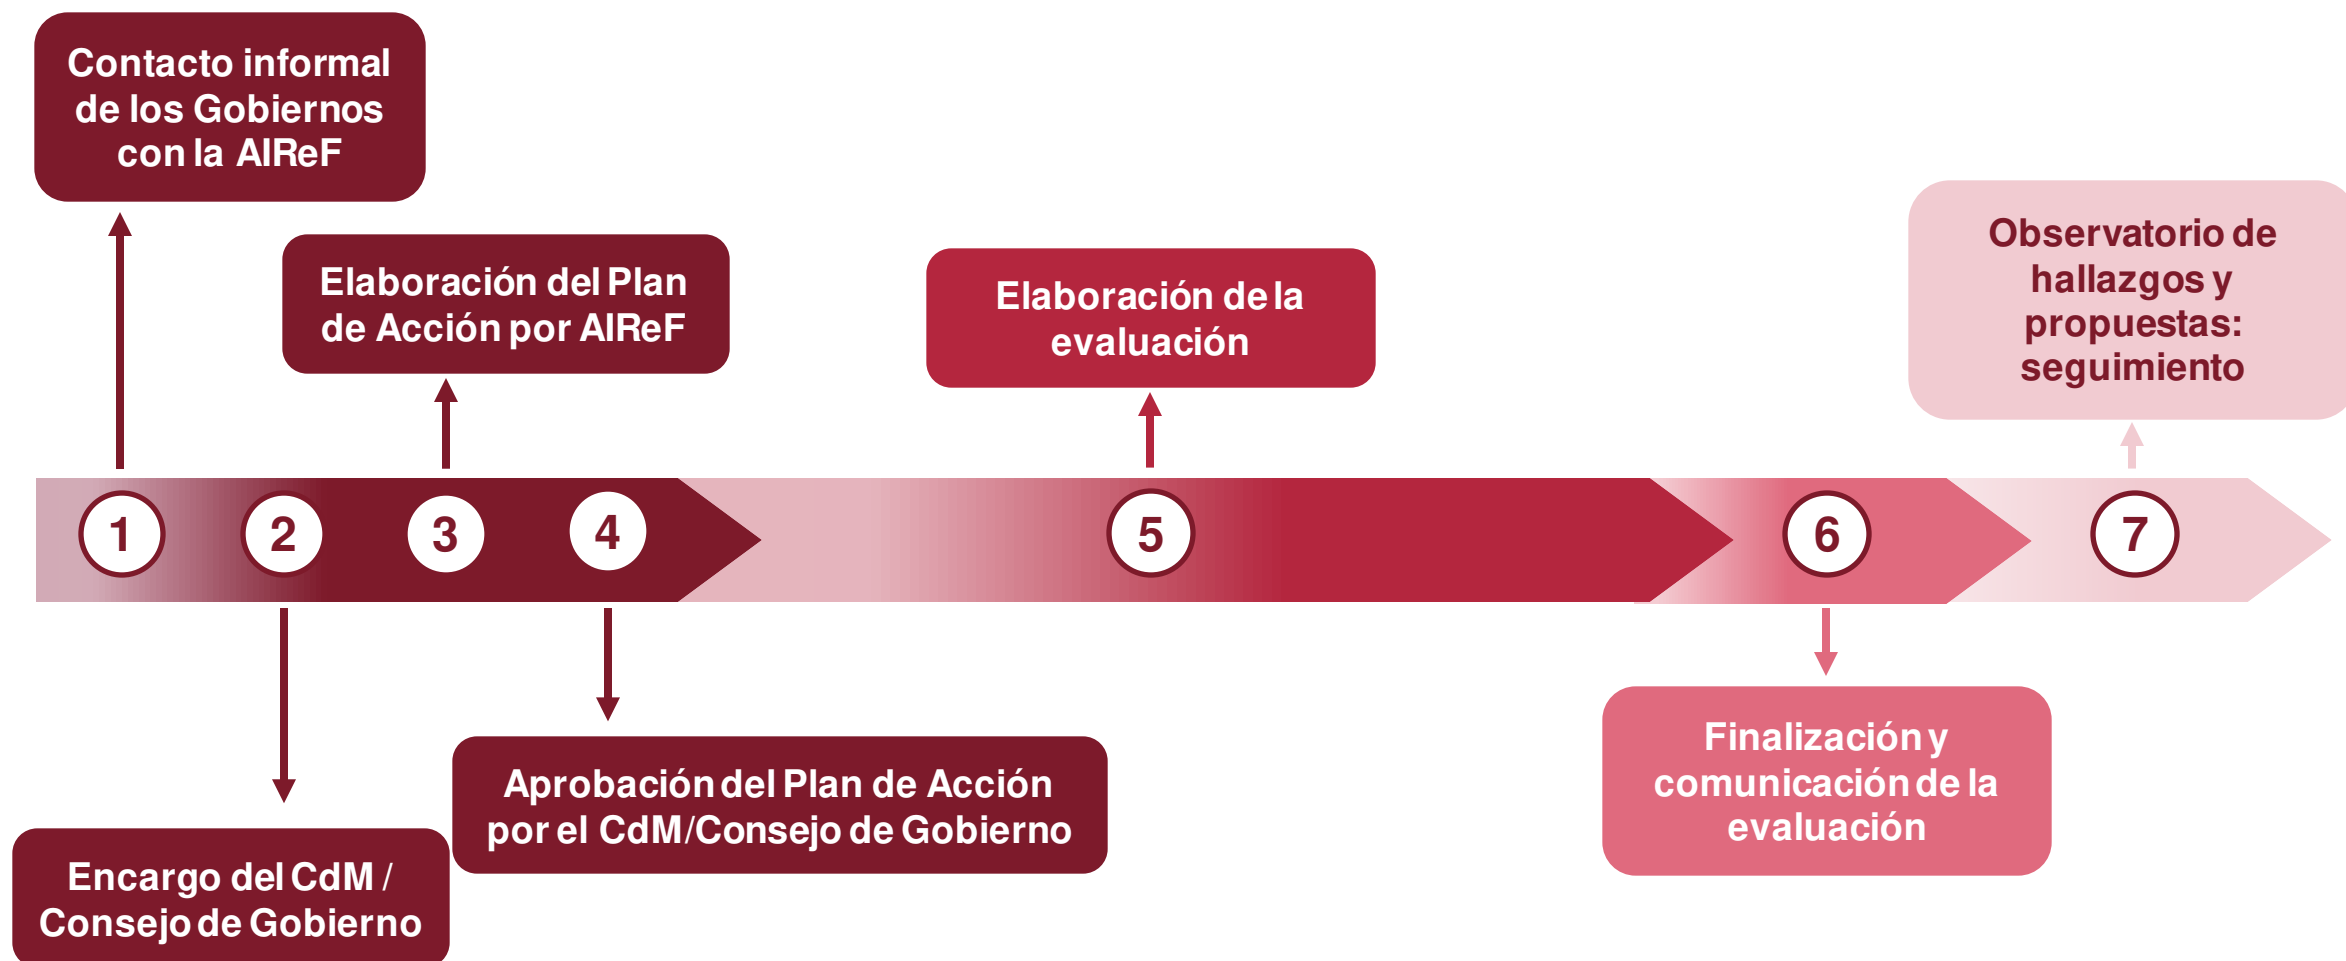 Contacto informal
de los Gobiernos
con la AIReF
Elaboración del Plan
de Acción por AIReF
Elaboración de la
evaluación
Observatorio de
hallazgos y
propuestas:
seguimiento
1
2
3
4
5
6
7
Encargo del CdM /
Consejo de Gobierno
Aprobación del Plan de Acción
por el CdM/Consejo de Gobierno
Finalización y
comunicación de la
evaluación